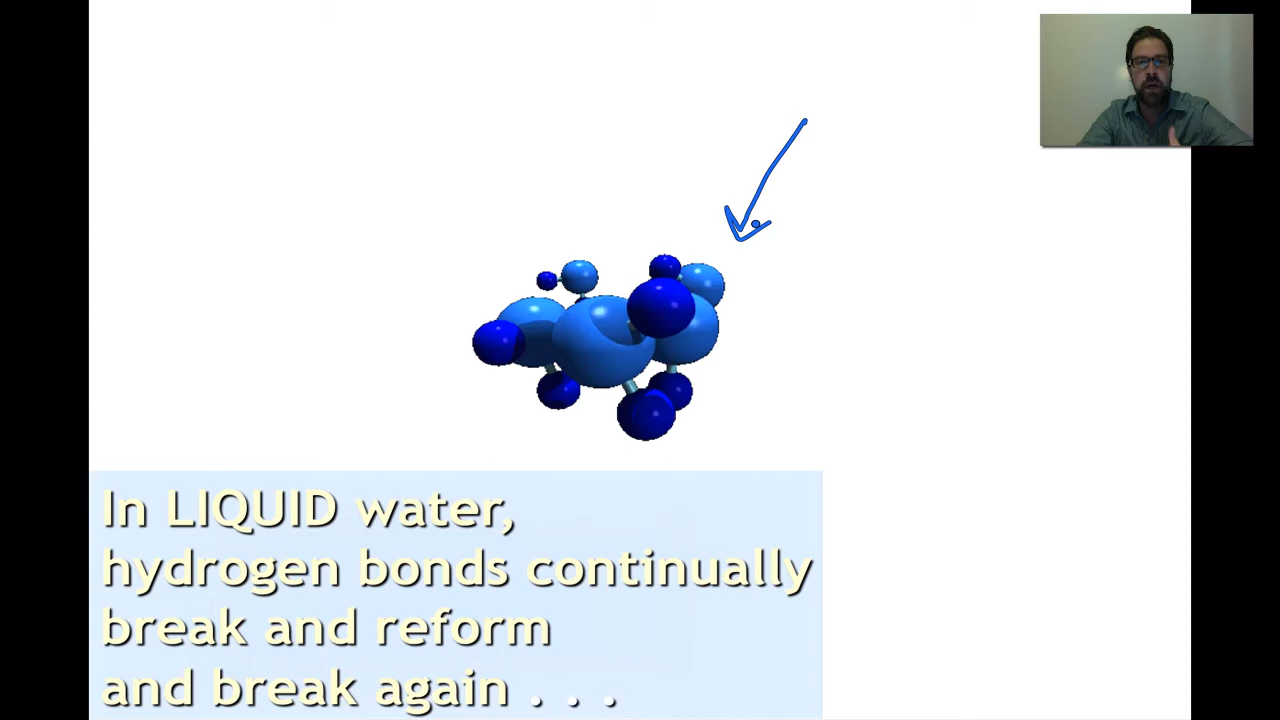 In LIQUID water,
hydrogen bonds continually
break and reform
and break again . . .